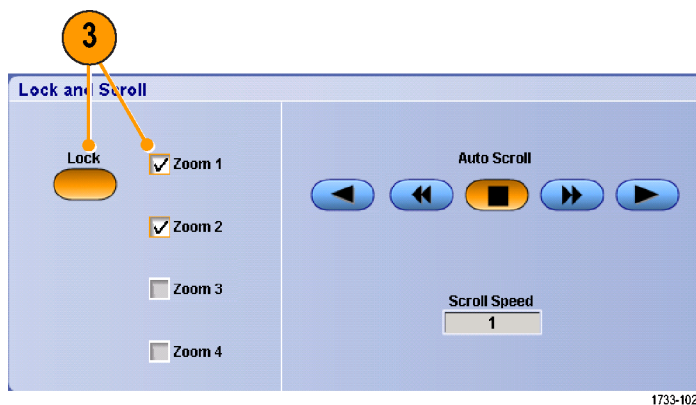 3
Lock and Scroll
Lock
Zoom 1
Auto Scroll
Zoom 2
Zoom 3
Scroll Speed
1
Zoom 4
1733-102